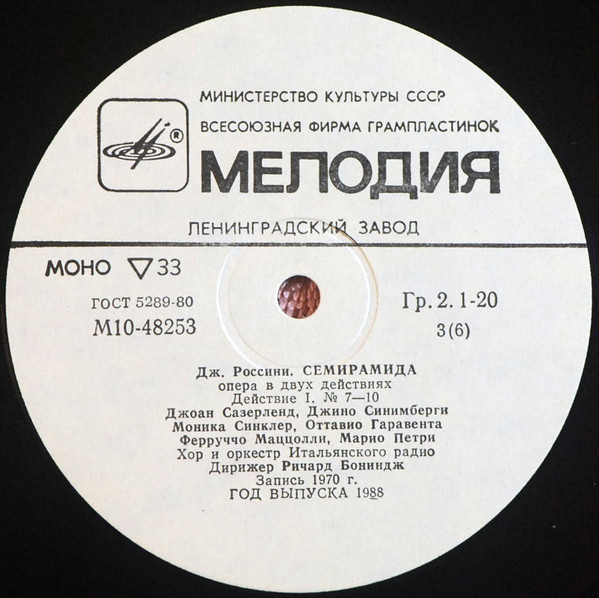 МИНИСТЕРСТВО КУЛЬТУРЫ СССР
ВСЕСОЮЗНАЯ ФИРМА ГРАМПЛАСТИНОК
®
МЕЛОДИЯ
ЛЕНИНГРАДСКИЙ ЗАВОД
МОНО ▽ 33
ГОСТ 5289-80
М10-48253
Гр. 2. 1-20
3(6)
Дж. Россини. СЕМИРАМИДА
опера в двух действиях
Действие I. № 7—10
Джоан Сазерленд, Джино Синимберги
Моника Синклер, Оттавио Гаравента
Ферруччо Маццолли, Марио Петри
Хор и оркестр Итальянского радио
Дирижер Ричард Бониндж
Запись 1970 г.
ГОД ВЫПУСКА 1988